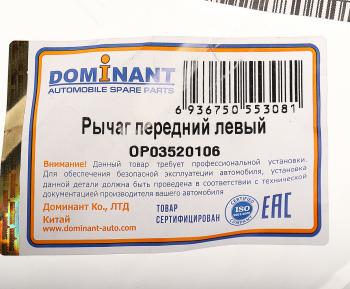 DOMINANT
AUTOMOBILE SPARE PARTS
6 936750 553081
Рычаг передний левый
OP03520106
Внимание! Данный товар требует профессиональной установки.
Для обеспечения безопасной эксплуатации автомобиля, установка
данной детали должна быть проведена в соответствии с технической
документацией производителя вашего автомобиля
Доминант Ко., ЛТД
Китай
www.dominant-auto.com
ТОВАР
СЕРТИФИЦИРОВАН
ISO
EAC